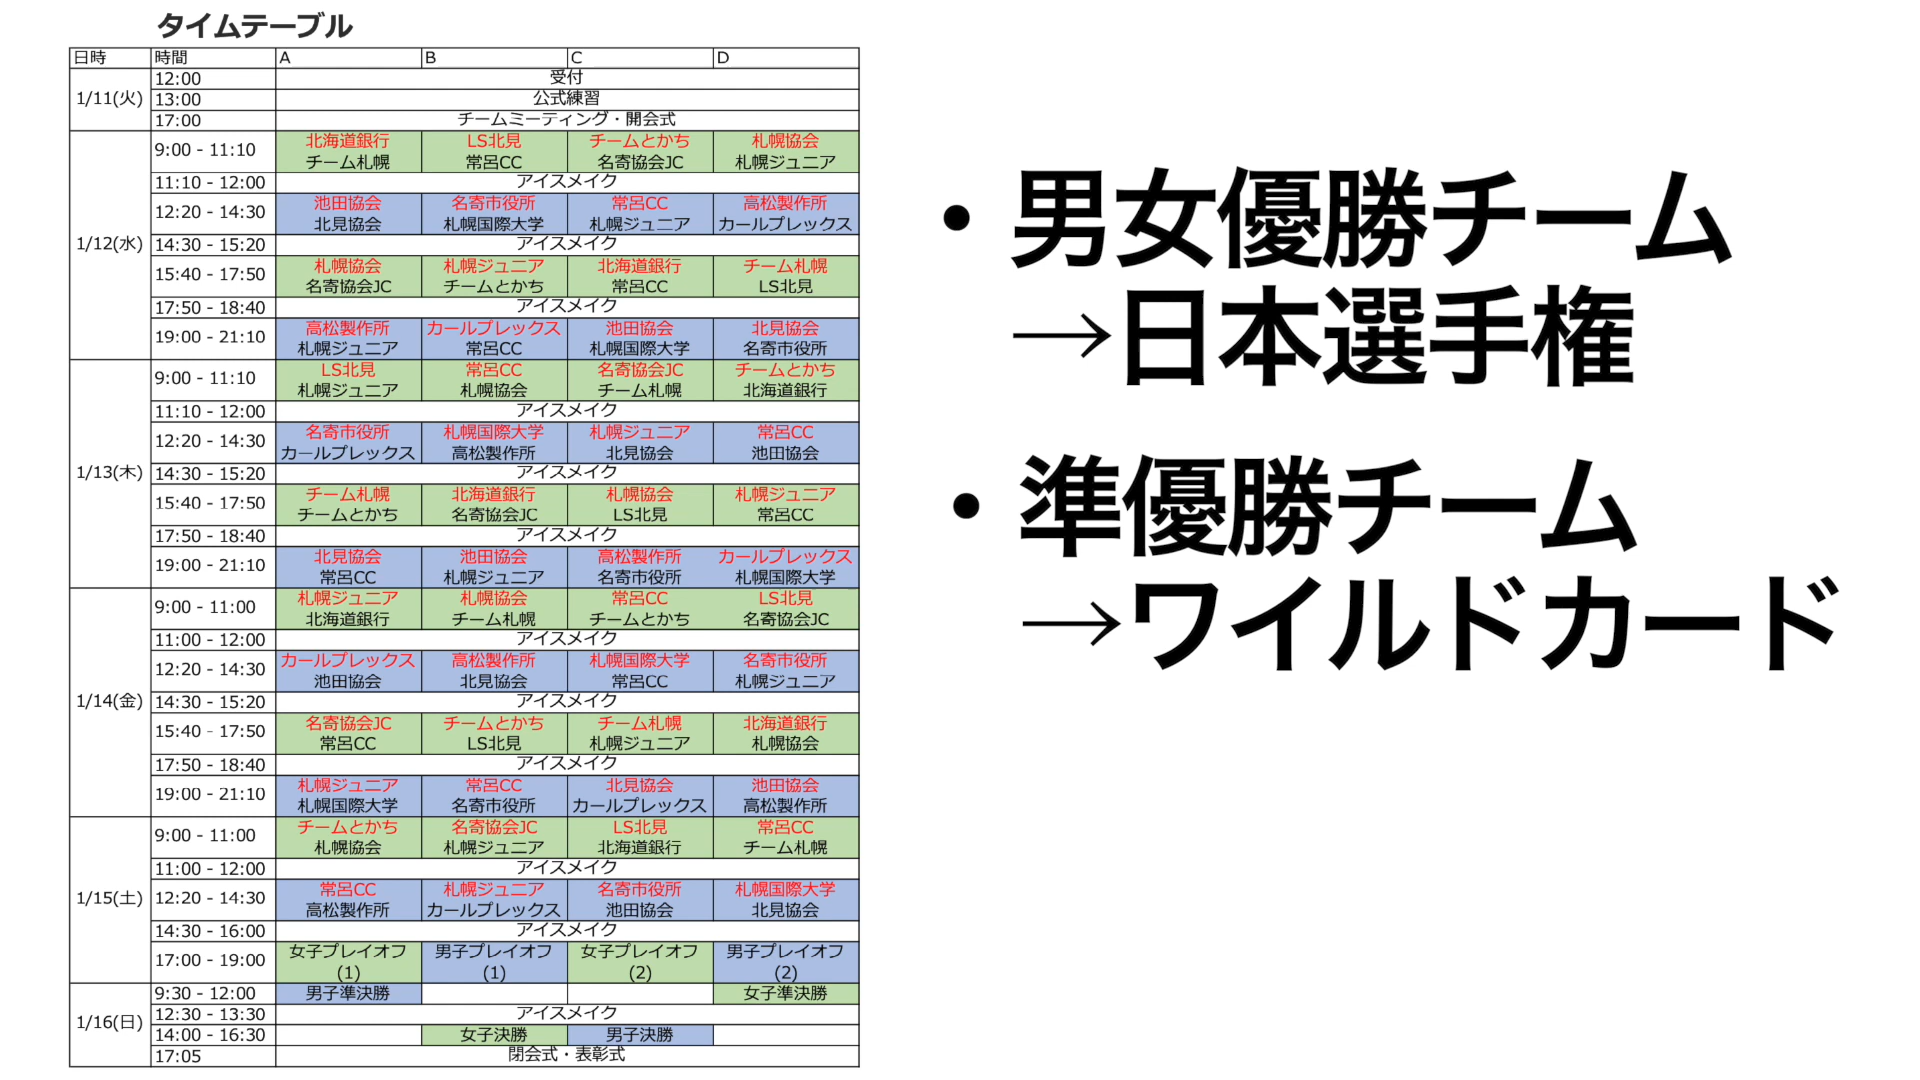 タイムテーブル
日時 時間 A B C D
1/11(火) 12:00 受付
13:00 公式練習
17:00 チームミーティング・開会式
1/12(水) 9:00 - 11:10 北海道銀行 LS北見 チームとかち 札幌協会
チーム札幌 常呂CC 名寄協会JC 札幌ジュニア
11:10 - 12:00 アイスメイク
12:20 - 14:30 池田協会 名寄市役所 常呂CC 高松製作所
北見協会 札幌国際大学 札幌ジュニア カールプレックス
14:30 - 15:20 アイスメイク
15:40 - 17:50 札幌協会 札幌ジュニア 北海道銀行 チーム札幌
名寄協会JC チームとかち 常呂CC LS北見
17:50 - 18:40 アイスメイク
19:00 - 21:10 高松製作所 カールプレックス 池田協会 北見協会
札幌ジュニア 常呂CC 札幌国際大学 名寄市役所
1/13(木) 9:00 - 11:10 LS北見 常呂CC 名寄協会JC チームとかち
札幌ジュニア 札幌協会 チーム札幌 北海道銀行
11:10 - 12:00 アイスメイク
12:20 - 14:30 名寄市役所 札幌国際大学 札幌ジュニア 常呂CC
カールプレックス 高松製作所 北見協会 池田協会
14:30 - 15:20 アイスメイク
15:40 - 17:50 チーム札幌 北海道銀行 札幌協会 札幌ジュニア
チームとかち 名寄協会JC LS北見 常呂CC
17:50 - 18:40 アイスメイク
19:00 - 21:10 北見協会 池田協会 高松製作所 カールプレックス
常呂CC 札幌ジュニア 名寄市役所 札幌国際大学
1/14(金) 9:00 - 11:00 札幌ジュニア 札幌協会 常呂CC LS北見
北海道銀行 チーム札幌 チームとかち 名寄協会JC
11:00 - 12:00 アイスメイク
12:20 - 14:30 カールプレックス 高松製作所 札幌国際大学 名寄市役所
池田協会 北見協会 常呂CC 札幌ジュニア
14:30 - 15:20 アイスメイク
15:40 - 17:50 名寄協会JC チームとかち チーム札幌 北海道銀行
常呂CC LS北見 札幌ジュニア 札幌協会
17:50 - 18:40 アイスメイク
19:00 - 21:10 札幌ジュニア 常呂CC 北見協会 池田協会
札幌国際大学 名寄市役所 カールプレックス 高松製作所
1/15(土) 9:00 - 11:00 チームとかち 名寄協会JC LS北見 常呂CC
札幌協会 札幌ジュニア 北海道銀行 チーム札幌
11:00 - 12:00 アイスメイク
12:20 - 14:30 常呂CC 札幌ジュニア 名寄市役所 札幌国際大学
高松製作所 カールプレックス 池田協会 北見協会
14:30 - 16:00 アイスメイク
17:00 - 19:00 女子プレイオフ 男子プレイオフ 女子プレイオフ 男子プレイオフ
(1) (1) (2) (2)
1/16(日) 9:30 - 12:00 男子準決勝 女子準決勝
12:30 - 13:30 アイスメイク
14:00 - 16:30 女子決勝 男子決勝
17:05 閉会式・表彰式
・男女優勝チーム
→日本選手権
・準優勝チーム
→ワイルドカード